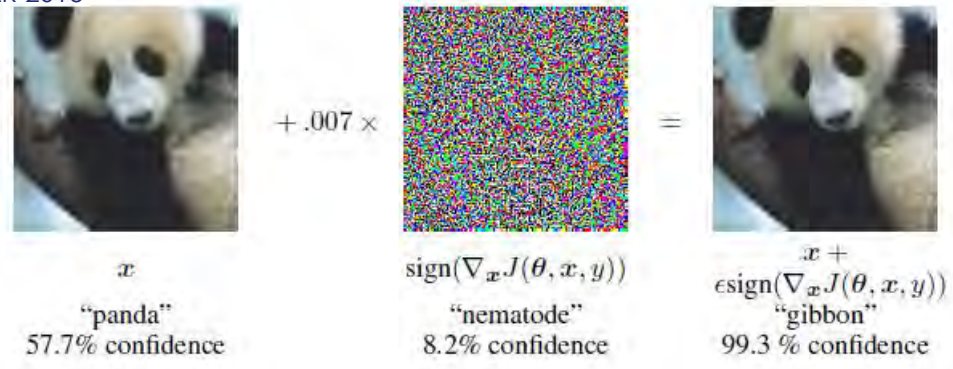 + .007 ×
=
x
sign(∇ₓJ(θ, x, y))
x +
ϵsign(∇ₓJ(θ, x, y))
“panda”
“nematode”
“gibbon”
57.7% confidence
8.2% confidence
99.3 % confidence